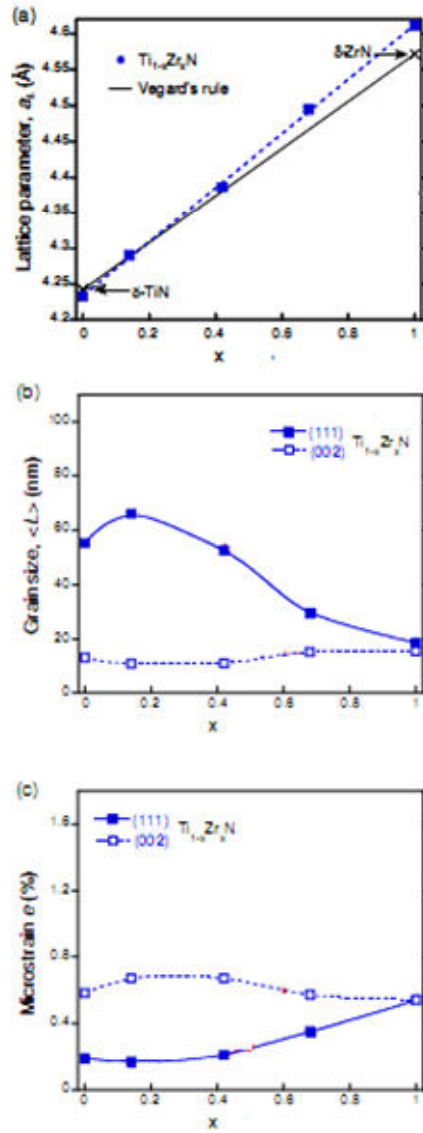 (a)
Lattice parameter, a₀ (Å)
4.6
4.55
4.5
4.45
4.4
4.35
4.3
4.25
4.2
Ti₁₋ₓZrₓN
Vegard's rule
δ-ZrN
δ-TiN
0 0.2 0.4 0.6 0.8 1
x
(b)
Grain size, <L> (nm)
100
80
60
40
20
0
(111)
(002)
Ti₁₋ₓZrₓN
0 0.2 0.4 0.6 0.8 1
x
(c)
Microstrain e (%)
1.6
1.2
0.8
0.4
0
(111)
(002)
Ti₁₋ₓZrₓN
0 0.2 0.4 0.6 0.8 1
x